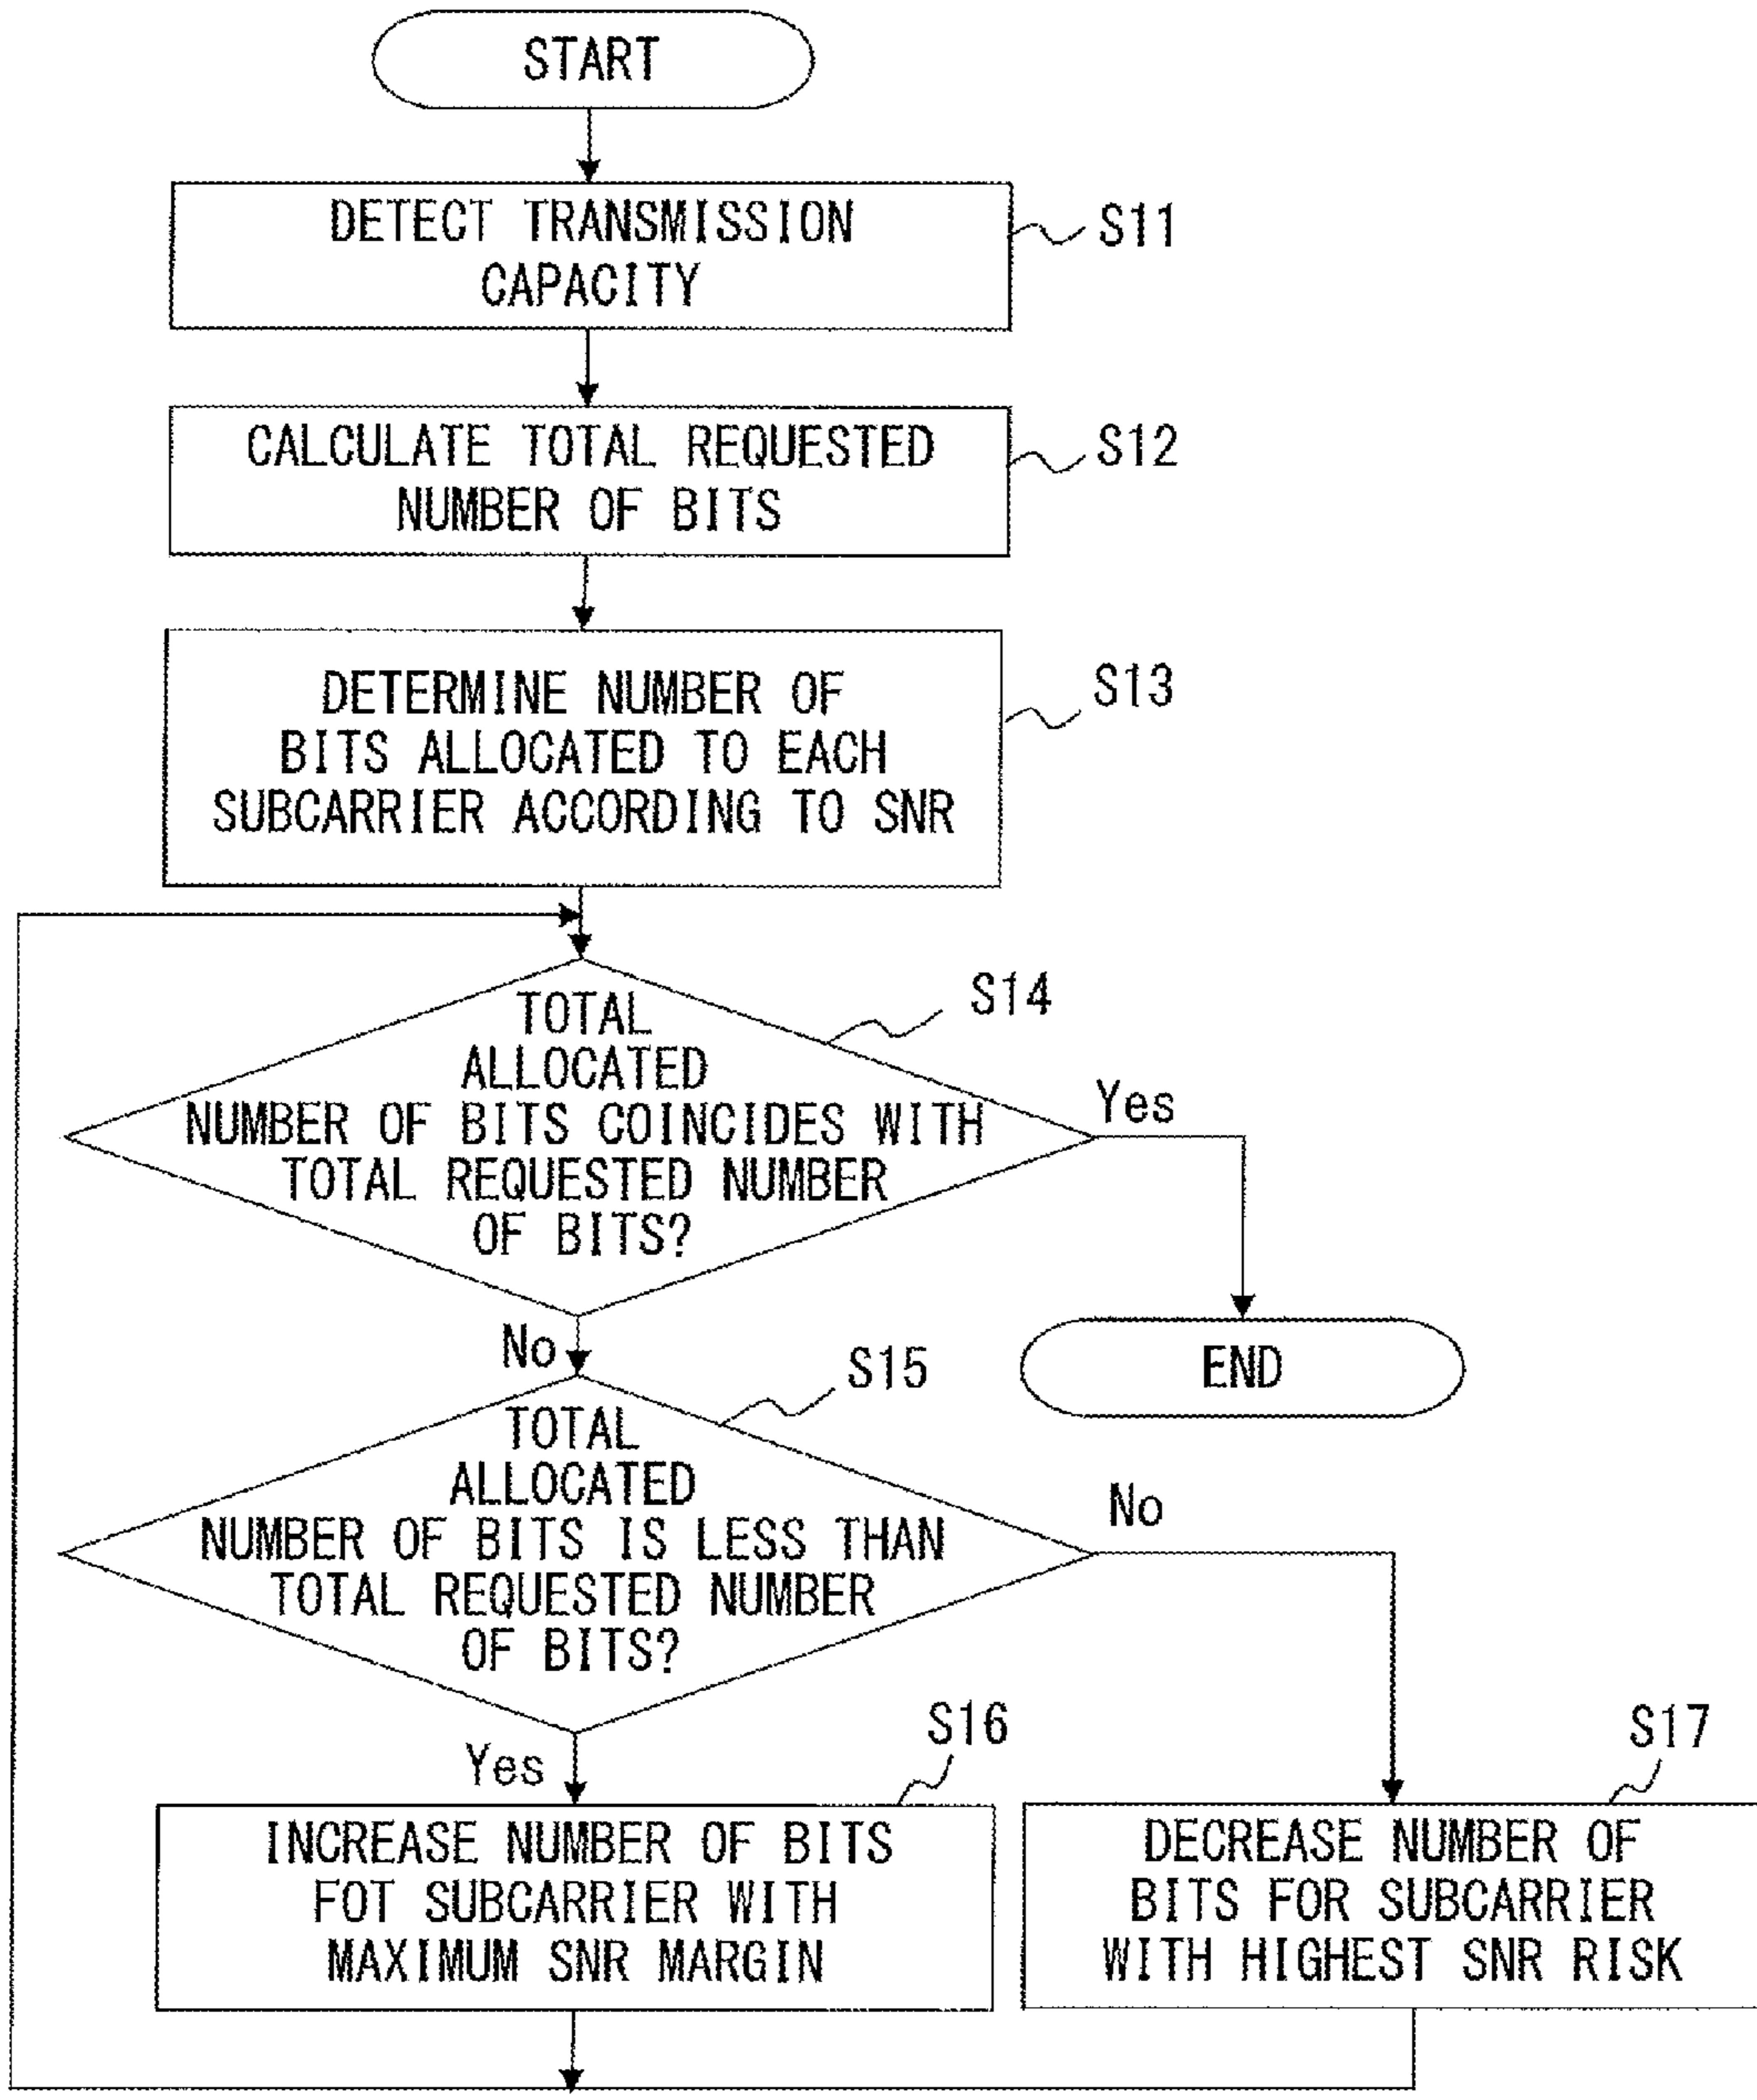 START
DETECT TRANSMISSION
CAPACITY
S11
CALCULATE TOTAL REQUESTED
NUMBER OF BITS
S12
DETERMINE NUMBER OF
BITS ALLOCATED TO EACH
SUBCARRIER ACCORDING TO SNR
S13
TOTAL
ALLOCATED
NUMBER OF BITS COINCIDES WITH
TOTAL REQUESTED NUMBER
OF BITS?
S14
Yes
No
END
TOTAL
ALLOCATED
NUMBER OF BITS IS LESS THAN
TOTAL REQUESTED NUMBER
OF BITS?
S15
No
Yes
INCREASE NUMBER OF BITS
FOT SUBCARRIER WITH
MAXIMUM SNR MARGIN
S16
DECREASE NUMBER OF
BITS FOR SUBCARRIER
WITH HIGHEST SNR RISK
S17